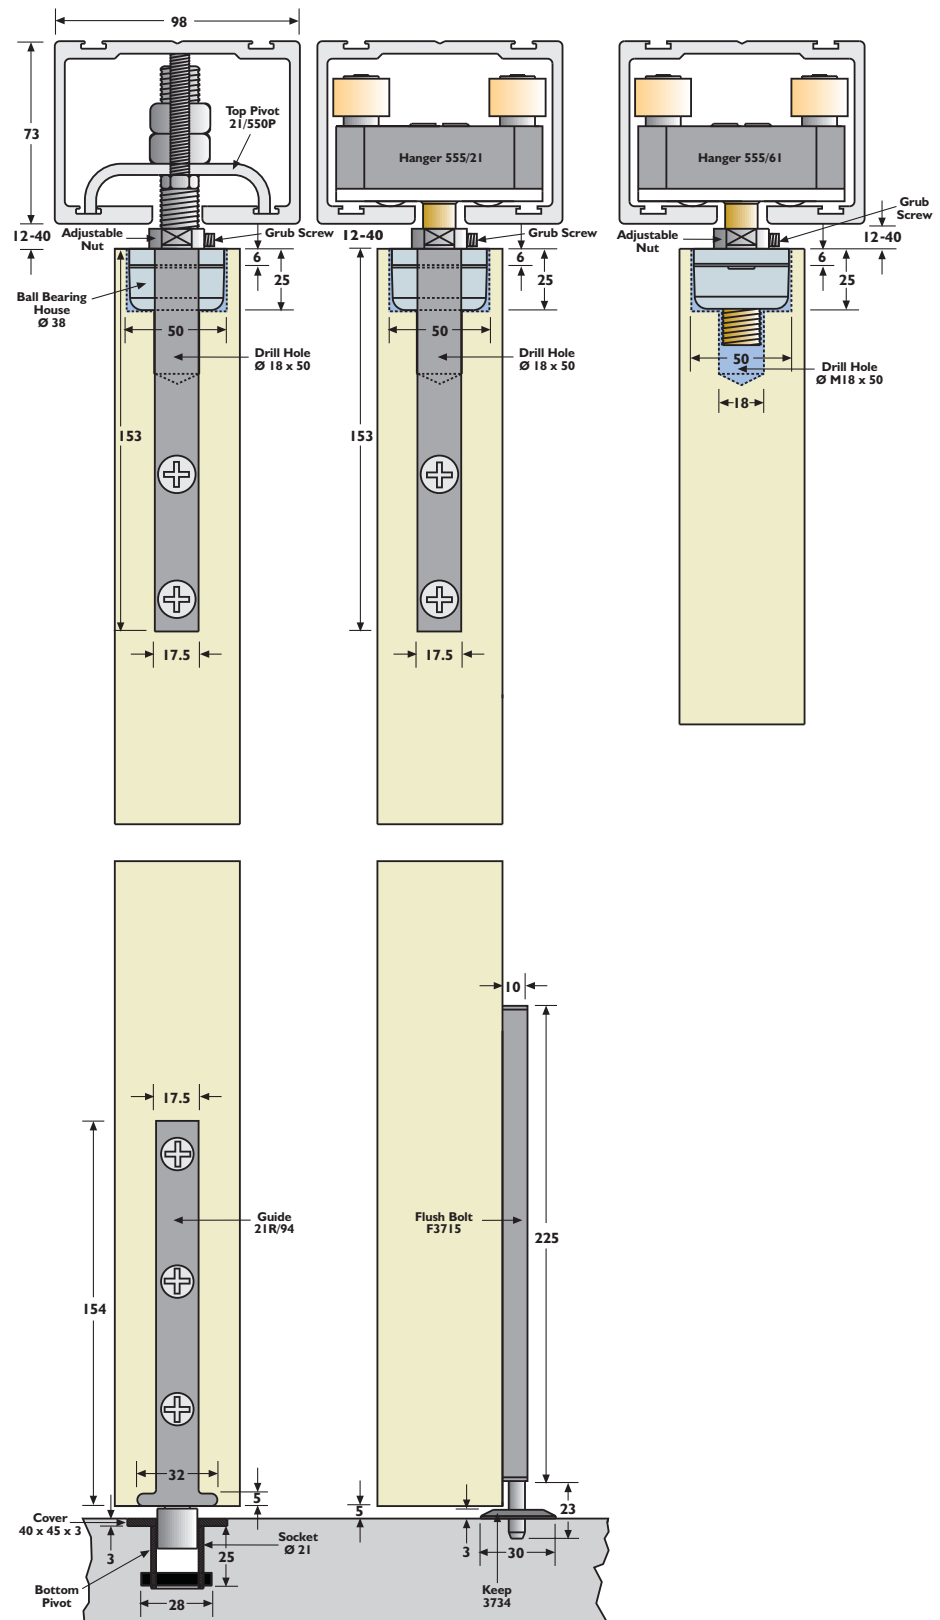 98
73
Top Pivot
21/550P
Hanger 555/21
Hanger 555/61
12-40
Adjustable
Nut
Grub Screw
12-40
Grub Screw
Adjustable
Nut
Grub
Screw
12-40
6
25
6
25
6
25
Ball Bearing
House
Ø 38
50
50
50
Drill Hole
Ø 18 x 50
Drill Hole
Ø 18 x 50
Drill Hole
Ø M18 x 50
18
153
153
17.5
17.5
10
17.5
Guide
21R/94
Flush Bolt
F3715
225
154
32
5
5
23
Cover
40 x 45 x 3
3
Socket
Ø 21
25
3
30
Bottom
Pivot
28
Keep
3734